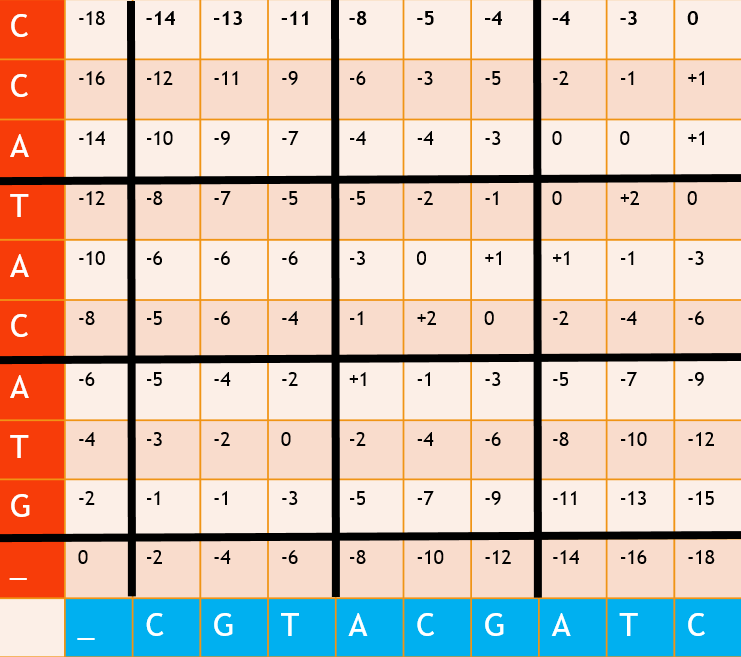 C -18 -14 -13 -11 -8 -5 -4 -4 -3 0
C -16 -12 -11 -9 -6 -3 -5 -2 -1 +1
A -14 -10 -9 -7 -4 -4 -3 0 0 +1
T -12 -8 -7 -5 -5 -2 -1 0 +2 0
A -10 -6 -6 -6 -3 0 +1 +1 -1 -3
C -8 -5 -6 -4 -1 +2 0 -2 -4 -6
A -6 -5 -4 -2 +1 -1 -3 -5 -7 -9
T -4 -3 -2 0 -2 -4 -6 -8 -10 -12
G -2 -1 -1 -3 -5 -7 -9 -11 -13 -15
_ 0 -2 -4 -6 -8 -10 -12 -14 -16 -18
_ C G T A C G A T C